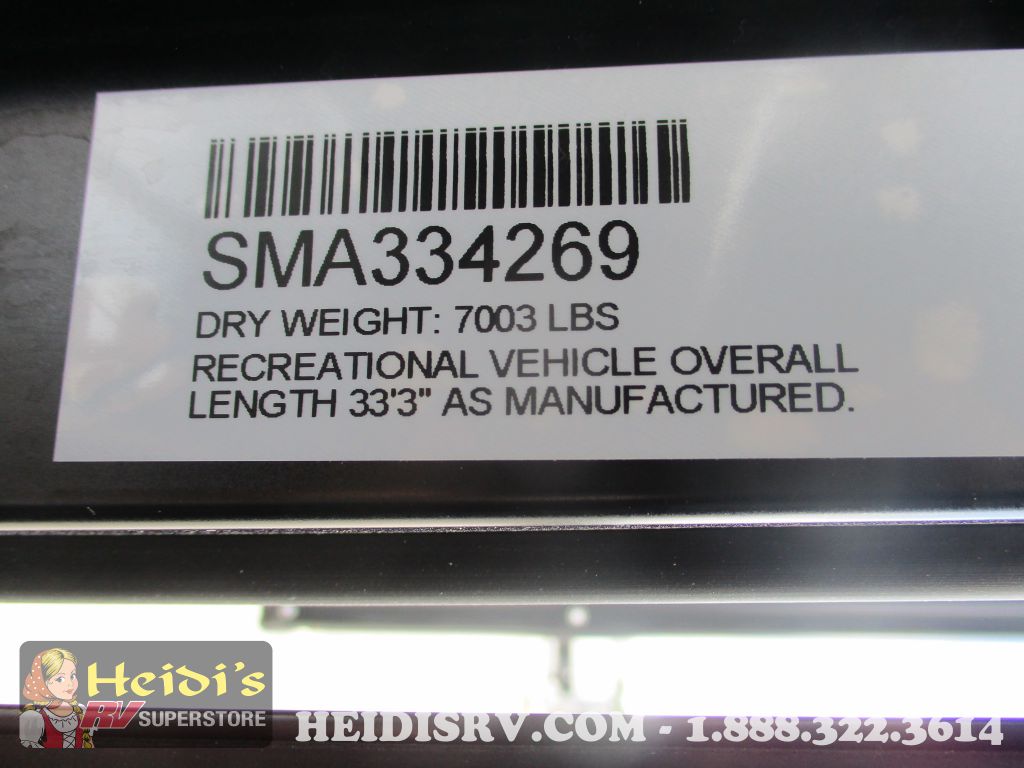 SMA334269
DRY WEIGHT: 7003 LBS
RECREATIONAL VEHICLE OVERALL
LENGTH 33'3" AS MANUFACTURED.
Heidi's
RV SUPERSTORE
HEIDISRV.COM - 1.888.322.3614